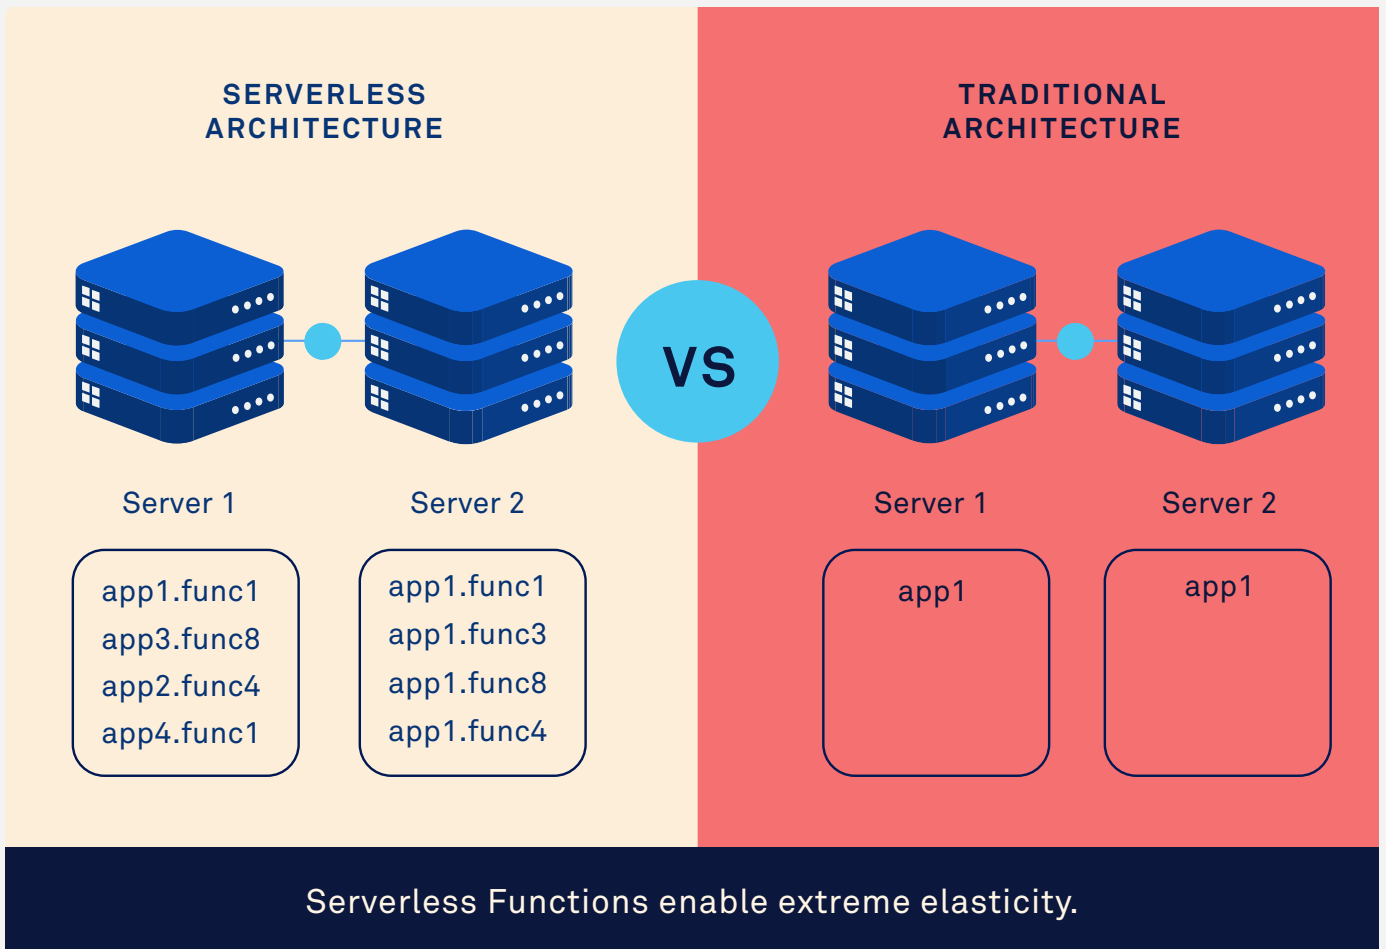 SERVERLESS
ARCHITECTURE
Server 1
Server 2
app1.func1
app3.func8
app2.func4
app4.func1
app1.func1
app1.func3
app1.func8
app1.func4
VS
TRADITIONAL
ARCHITECTURE
Server 1
Server 2
app1
app1
Serverless Functions enable extreme elasticity.